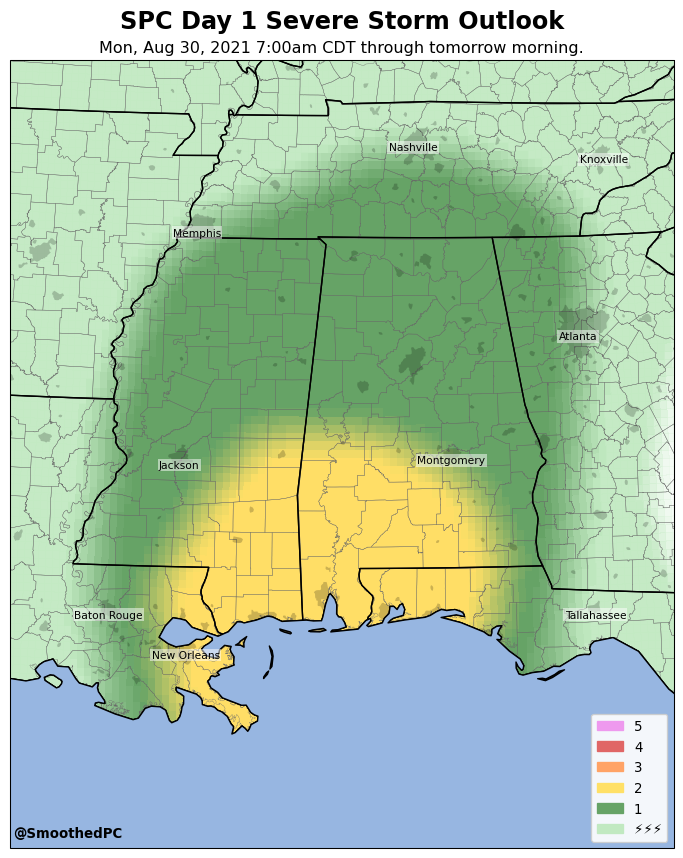 SPC Day 1 Severe Storm Outlook
Mon, Aug 30, 2021 7:00am CDT through tomorrow morning.
Nashville
Knoxville
Memphis
Atlanta
Jackson
Montgomery
Baton Rouge
Tallahassee
New Orleans
5
4
3
2
1
⚡⚡⚡
@SmoothedPC